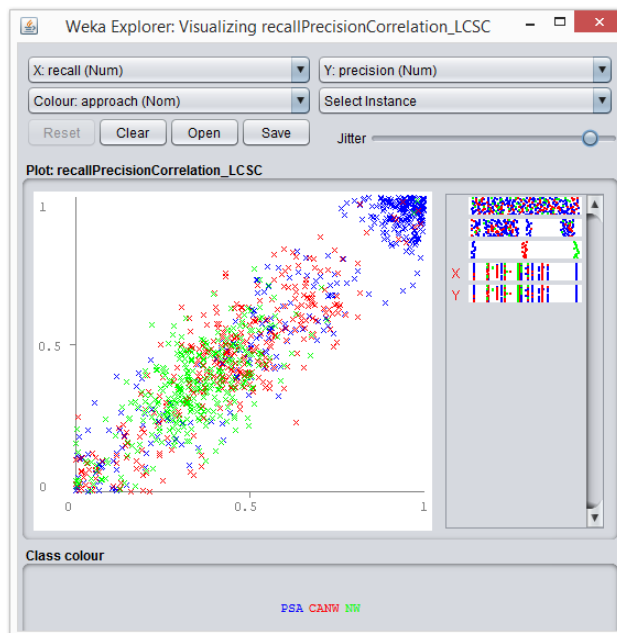 Weka Explorer: Visualizing recallPrecisionCorrelation_LCSC
X: recall (Num) Y: precision (Num)
Colour: approach (Nom) Select Instance
Reset Clear Open Save Jitter
Plot: recallPrecisionCorrelation_LCSC
1
0.5
0
0 0.5 1
X
Y
Class colour
PSA CANW NW